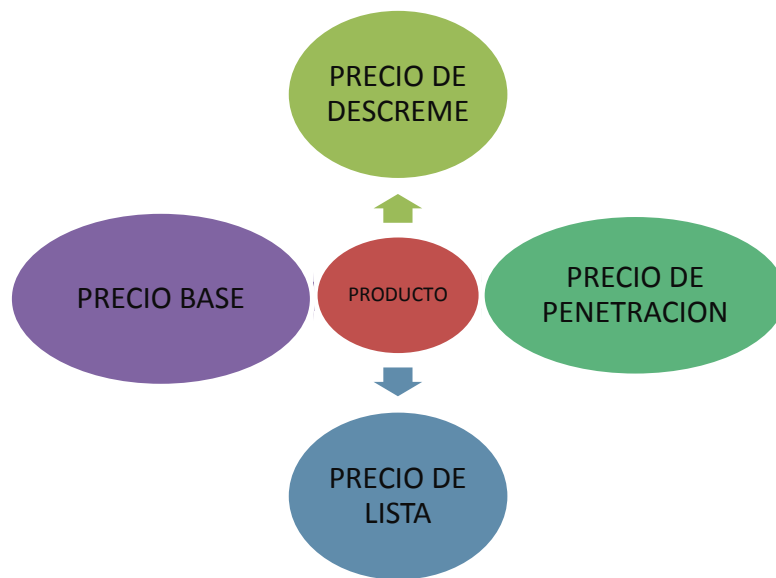 PRECIO DE
DESCREME
PRECIO BASE
PRODUCTO
PRECIO DE
PENETRACION
PRECIO DE
LISTA